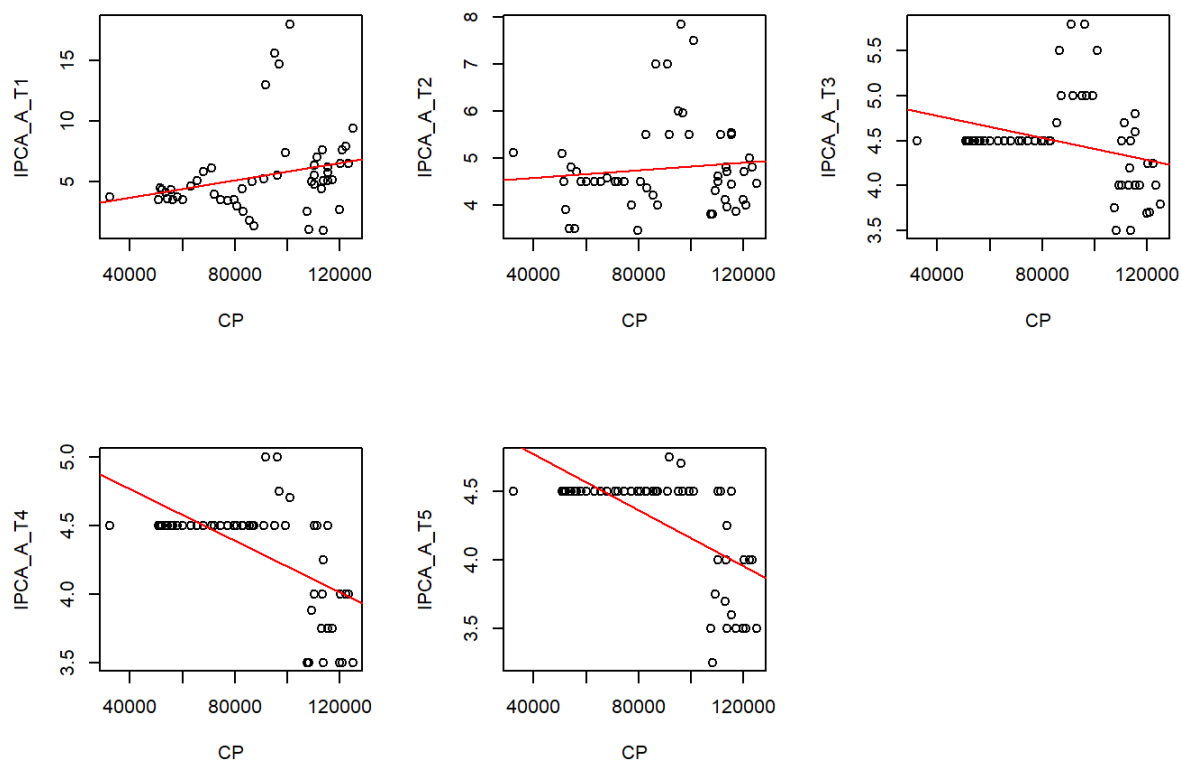 IPCA_A_T1
5 10 15
40000 80000 120000
CP
IPCA_A_T2
4 5 6 7 8
40000 80000 120000
CP
IPCA_A_T3
3.5 4.0 4.5 5.0 5.5
40000 80000 120000
CP
IPCA_A_T4
3.5 4.0 4.5 5.0
40000 80000 120000
CP
IPCA_A_T5
3.5 4.0 4.5
40000 80000 120000
CP